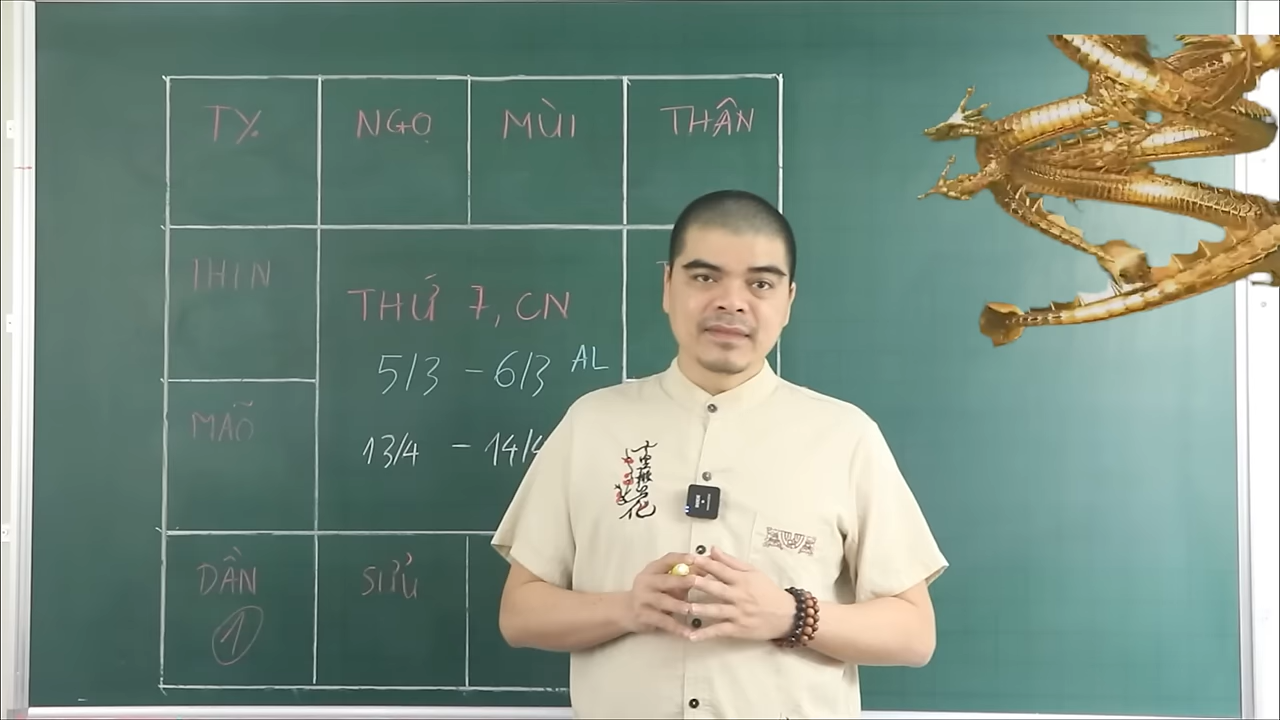 TỴ NGỌ MÙI THÂN
THÌN
THỨ 7, CN
5/3 - 6/3 AL
MÃO
13/4 - 14/4
DẦN SỬU
1